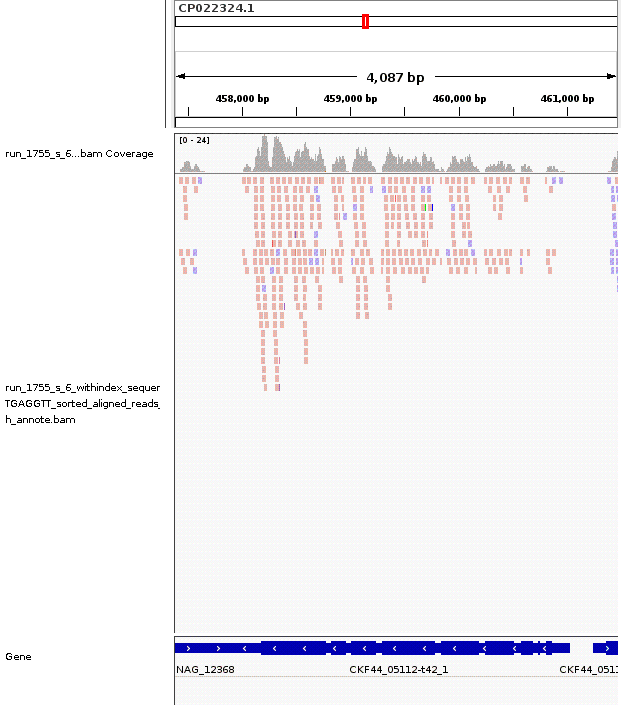 CP022324.1
4,087 bp
458,000 bp 459,000 bp 460,000 bp 461,000 bp
[0 - 24]
run_1755_s_6...bam Coverage
run_1755_s_6_withindex_sequer
TGAGGTT_sorted_aligned_reads_
h_annote.bam
Gene
NAG_12368 CKF44_05112-t42_1 CKF44_0511